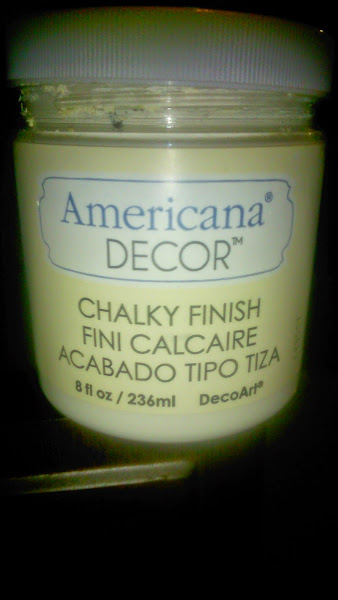 Americana®
DECOR™
CHALKY FINISH
FINI CALCAIRE
ACABADO TIPO TIZA
8 fl oz / 236ml DecoArt®